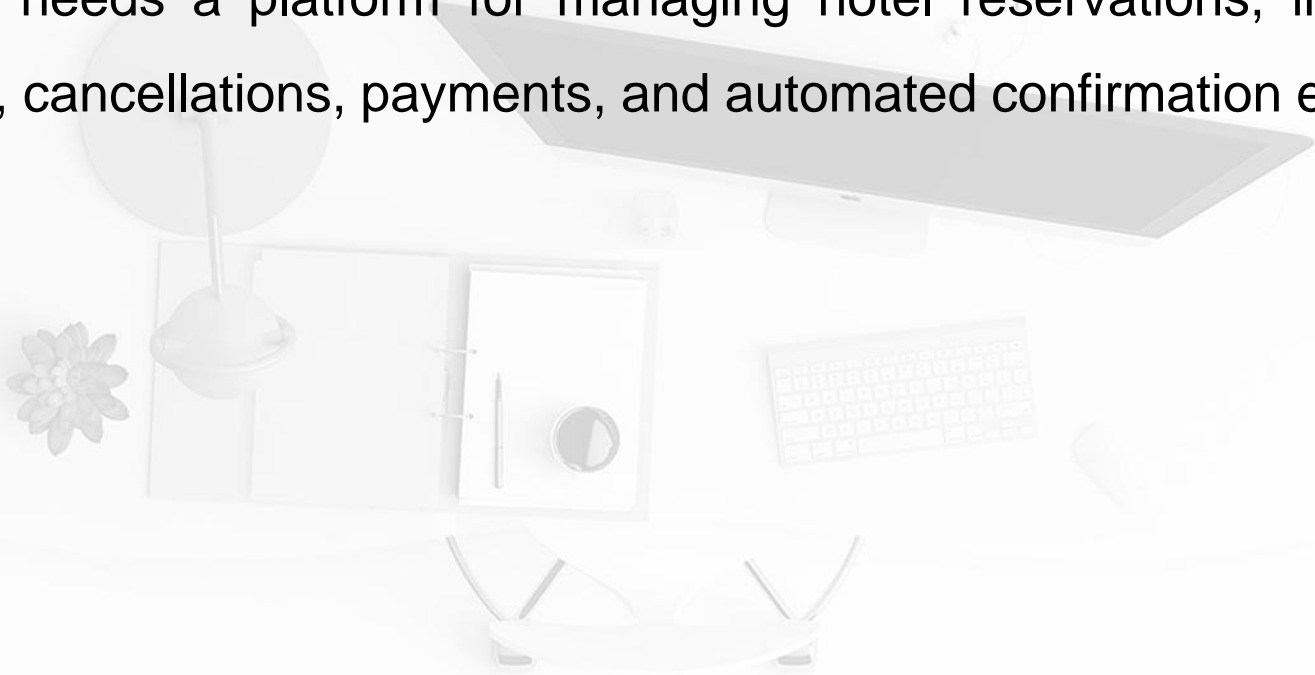 needs a platform for managing hotel reservations,
, cancellations, payments, and automated confirmation